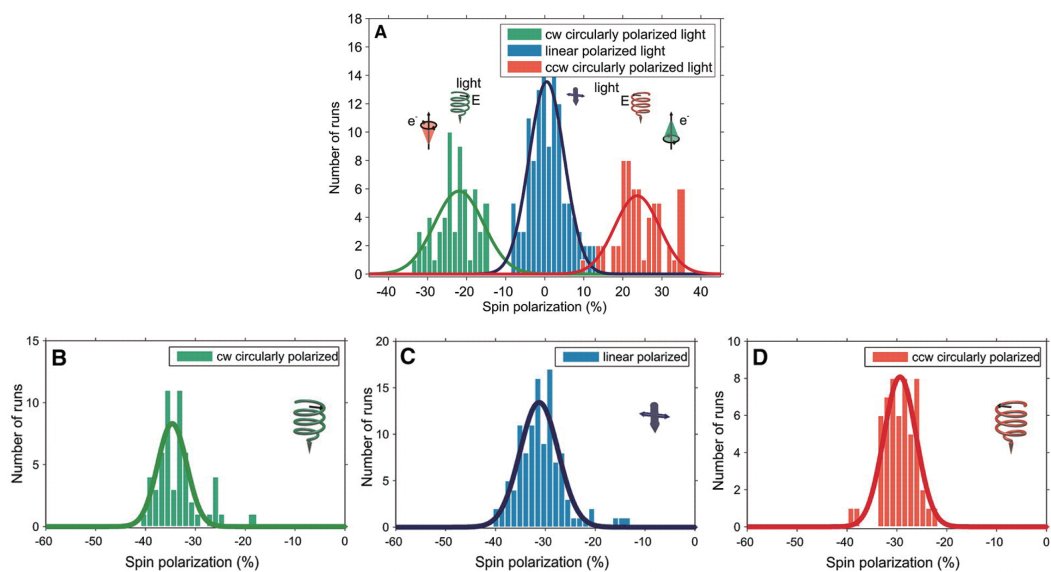 A
cw circularly polarized light
linear polarized light
ccw circularly polarized light
light
E
light
E
e-
e-
Number of runs
18
16
14
12
10
8
6
4
2
0
-40 -30 -20 -10 0 10 20 30 40
Spin polarization (%)
B
cw circularly polarized
Number of runs
15
10
5
0
-60 -50 -40 -30 -20 -10 0
Spin polarization (%)
C
linear polarized
Number of runs
20
15
10
5
0
-60 -50 -40 -30 -20 -10 0
Spin polarization (%)
D
ccw circularly polarized
Number of runs
10
8
6
4
2
0
-60 -50 -40 -30 -20 -10 0
Spin polarization (%)